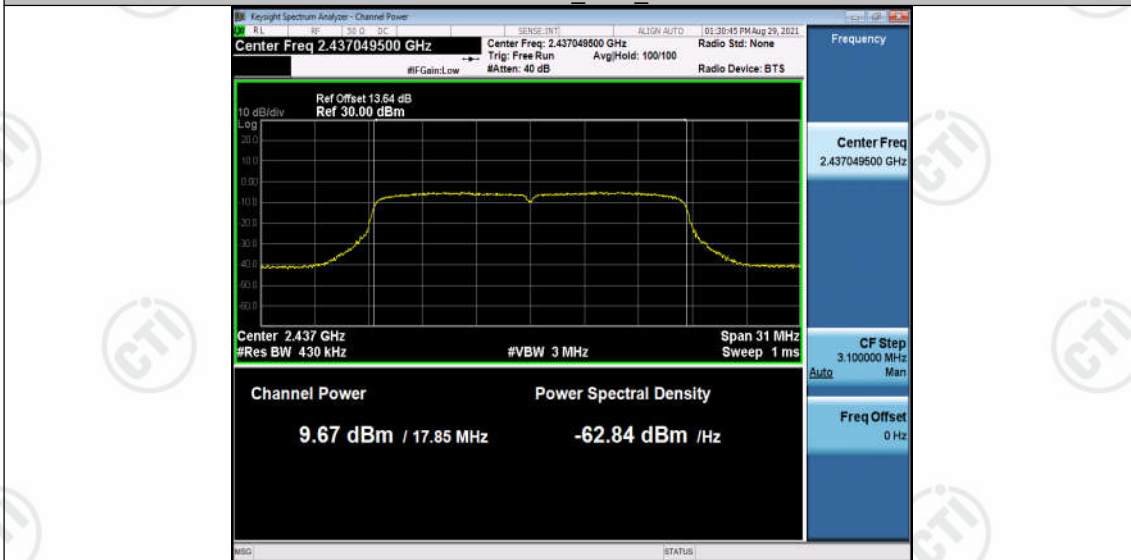 Keysight Spectrum Analyzer - Channel Power
RL RF 50 Ω DC SENSE:INT ALIGN AUTO 01:30:45 PM Aug 29, 2021
Center Freq 2.437049500 GHz
Center Freq: 2.437049500 GHz
Radio Std: None
Trig: Free Run Avg|Hold: 100/100
#IFGain:Low #Atten: 40 dB
Radio Device: BTS
Frequency
Ref Offset 13.64 dB
10 dB/div Ref 30.00 dBm
Log
20.0
10.0
0.00
-10.0
-20.0
-30.0
-40.0
-50.0
-60.0
Center Freq
2.437049500 GHz
Center 2.437 GHz Span 31 MHz
#Res BW 430 kHz #VBW 3 MHz Sweep 1 ms
CF Step
3.100000 MHz
Auto Man
Channel Power Power Spectral Density
9.67 dBm / 17.85 MHz -62.84 dBm /Hz
Freq Offset
0 Hz
MSG STATUS
CTI
CTI
CTI
CTI
CTI